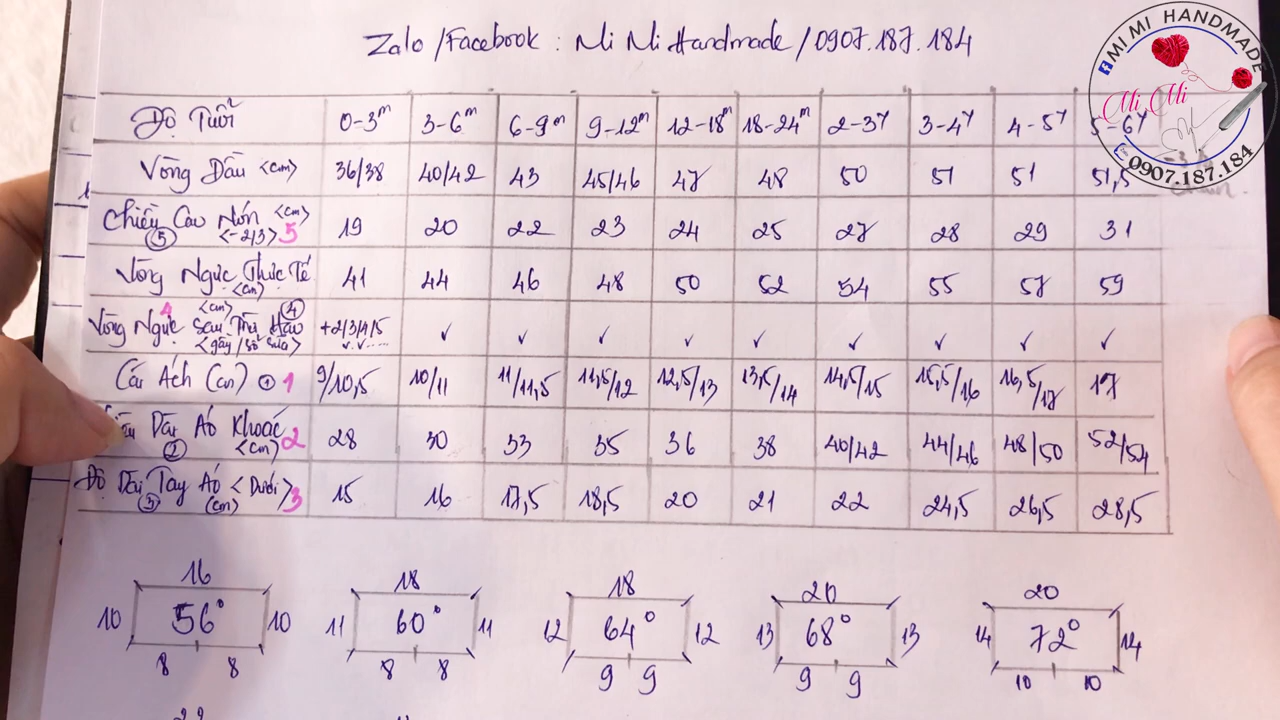 Zalo/Facebook : Mi Mi Handmade/0907.187.184
MI MI HANDMADE
Mi Mi
0907.187.184
Độ Tuổi 0-3m 3-6m 6-9m 9-12m 12-18m 18-24m 2-3y 3-4y 4-5y 5-6y
Vòng Đầu <cm> 36/38 40/42 43 45/46 47 48 50 51 51 51,5
Chiều Cao Nón <cm> 19 20 22 23 24 25 27 28 29 31
⑤ <-2/3> 5
Vòng Ngực Thực Tế 41 44 46 48 50 52 54 55 57 59
<cm>
4 <cm> ④
Vòng Ngực sau Trừ Hao +2/3/4/5 ✓ ✓ ✓ ✓ ✓ ✓ ✓ ✓ ✓
<gầy/sổ sữa>
Cầu Ách (cm) ① 1 9/10,5 10/11 11/11,5 11,5/12 12,5/13 13,5/14 14,5/15 15,5/16 16,5/17 17
Dài Áo Khoác 28 30 33 35 36 38 40/42 44/46 48/50 52/54
② <cm> 2
Độ Dài Tay Áo <Dưới> 3 15 16 17,5 18,5 20 21 22 24,5 26,5 28,5
③ (cm)
16 18 18 20 20
10 56° 10 11 60° 11 12 64° 12 13 68° 13 14 72° 14
8 8 8 8 9 9 9 9 10 10